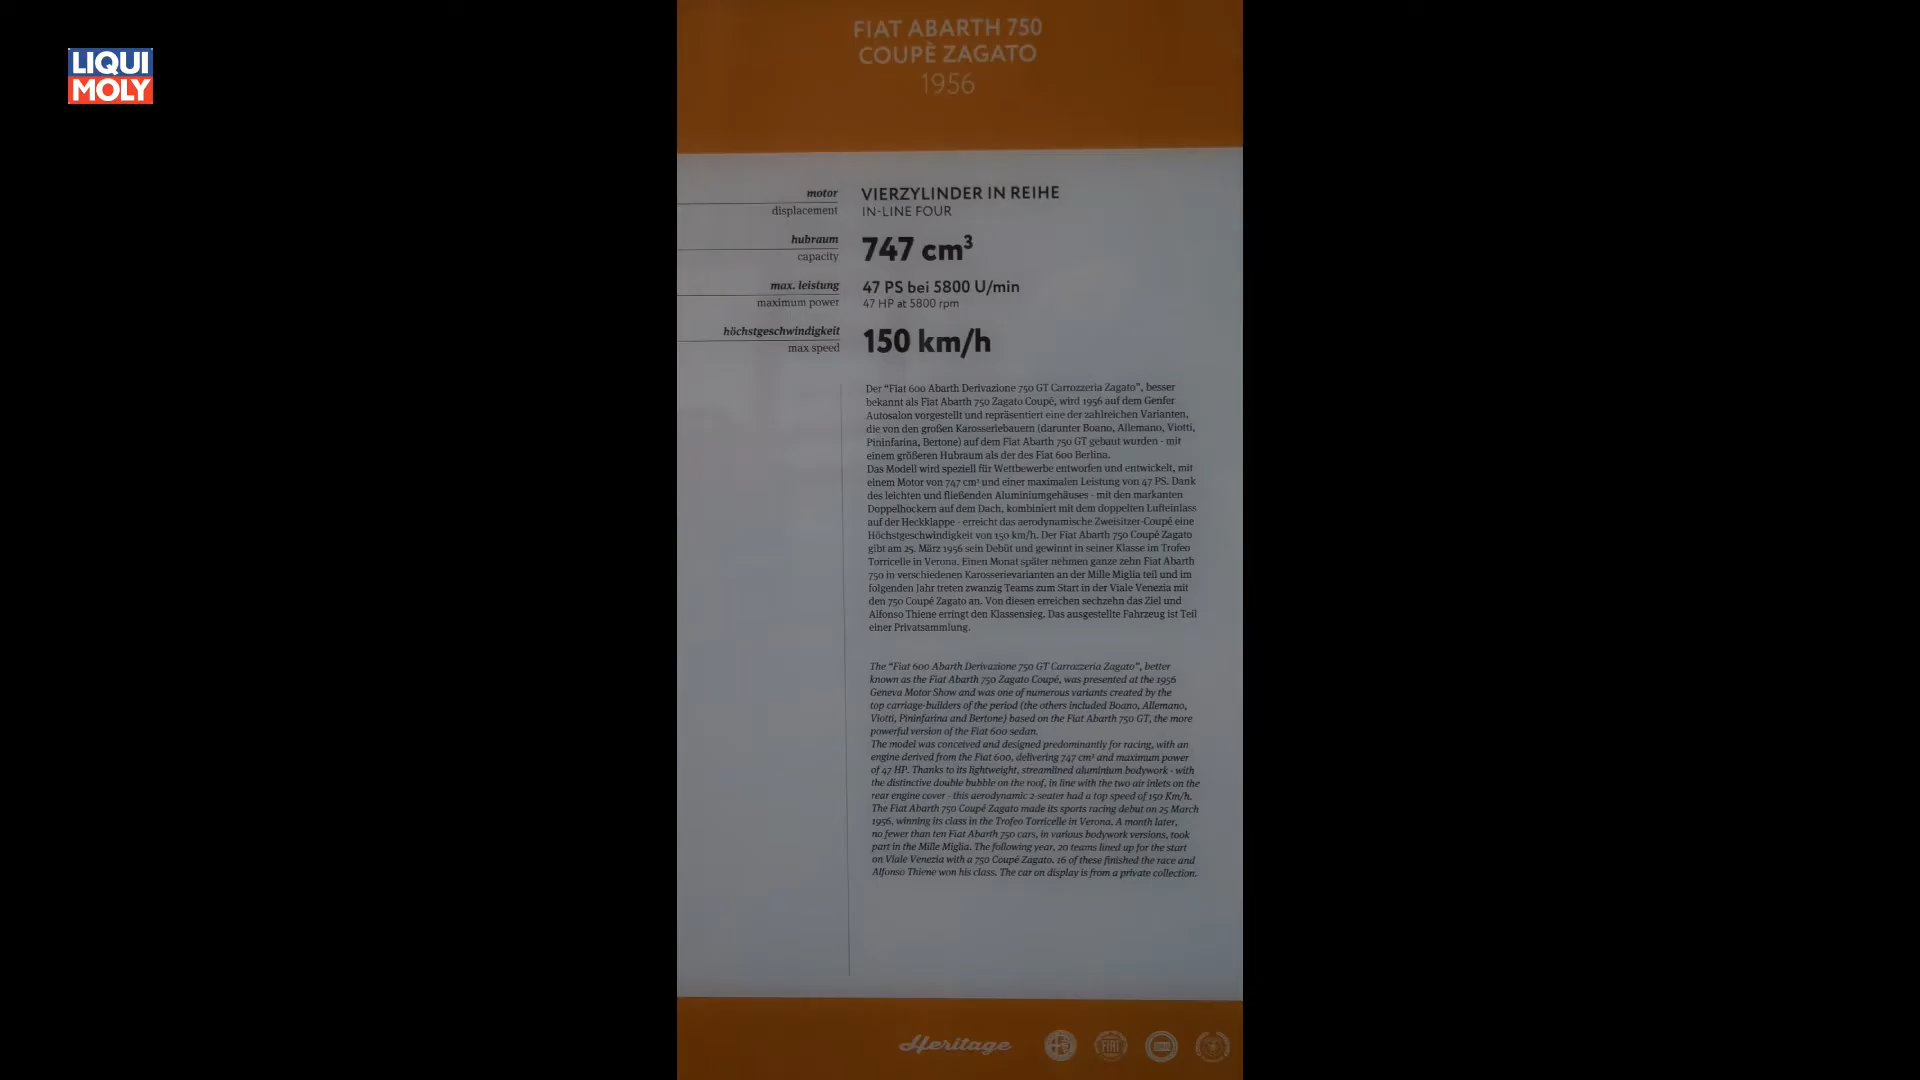 LIQUI
MOLY
FIAT ABARTH 750
COUPÈ ZAGATO
1956
motor
displacement
VIERZYLINDER IN REIHE
IN-LINE FOUR
hubraum
capacity
747 cm³
max. leistung
maximum power
47 PS bei 5800 U/min
47 HP at 5800 rpm
höchstgeschwindigkeit
max speed
150 km/h
Der “Fiat 600 Abarth Derivazione 750 GT Carrozzeria Zagato”, besser
bekannt als Fiat Abarth 750 Zagato Coupé, wird 1956 auf dem Genfer
Autosalon vorgestellt und repräsentiert eine der zahlreichen Varianten,
die von den großen Karosseriebauern (darunter Boano, Allemano, Viotti,
Pininfarina, Bertone) auf dem Fiat Abarth 750 GT gebaut wurden - mit
einem größeren Hubraum als der des Fiat 600 Berlina.
Das Modell wird speziell für Wettbewerbe entworfen und entwickelt, mit
einem Motor von 747 cm³ und einer maximalen Leistung von 47 PS. Dank
des leichten und fließenden Aluminiumgehäuses - mit den markanten
Doppelhockern auf dem Dach, kombiniert mit dem doppelten Lufteinlass
auf der Heckklappe - erreicht das aerodynamische Zweisitzer-Coupé eine
Höchstgeschwindigkeit von 150 km/h. Der Fiat Abarth 750 Coupé Zagato
gibt am 25. März 1956 sein Debüt und gewinnt in seiner Klasse im Trofeo
Torricelle in Verona. Einen Monat später nehmen ganze zehn Fiat Abarth
750 in verschiedenen Karosserievarianten an der Mille Miglia teil und im
folgenden Jahr treten zwanzig Teams zum Start in der Viale Venezia mit
den 750 Coupé Zagato an. Von diesen erreichen sechzehn das Ziel und
Alfonso Thiene erringt den Klassensieg. Das ausgestellte Fahrzeug ist Teil
einer Privatsammlung.
The “Fiat 600 Abarth Derivazione 750 GT Carrozzeria Zagato”, better
known as the Fiat Abarth 750 Zagato Coupé, was presented at the 1956
Geneva Motor Show and was one of numerous variants created by the
top carriage-builders of the period (the others included Boano, Allemano,
Viotti, Pininfarina and Bertone) based on the Fiat Abarth 750 GT, the more
powerful version of the Fiat 600 sedan.
The model was conceived and designed predominantly for racing, with an
engine derived from the Fiat 600, delivering 747 cm³ and maximum power
of 47 HP. Thanks to its lightweight, streamlined aluminium bodywork - with
the distinctive double bubble on the roof, in line with the two air inlets on the
rear engine cover - this aerodynamic 2-seater had a top speed of 150 Km/h.
The Fiat Abarth 750 Coupé Zagato made its sports racing debut on 25 March
1956, winning its class in the Trofeo Torricelle in Verona. A month later,
no fewer than ten Fiat Abarth 750 cars, in various bodywork versions, took
part in the Mille Miglia. The following year, 20 teams lined up for the start
on Viale Venezia with a 750 Coupé Zagato. 16 of these finished the race and
Alfonso Thiene won his class. The car on display is from a private collection.
Heritage
FIAT